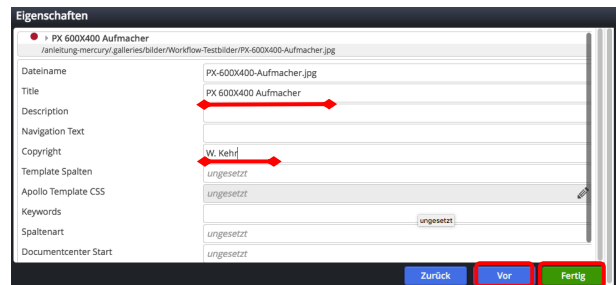 Eigenschaften
PX 600X400 Aufmacher
/anleitung-mercury/.galleries/bilder/Workflow-Testbilder/PX-600X400-Aufmacher.jpg
Dateiname PX-600X400-Aufmacher.jpg
Title PX 600X400 Aufmacher
Description
Navigation Text
Copyright W. Kehr
Template Spalten ungesetzt
Apollo Template CSS
Keywords ungesetzt
Spaltenart ungesetzt
Documentcenter Start ungesetzt
Zurück Vor Fertig